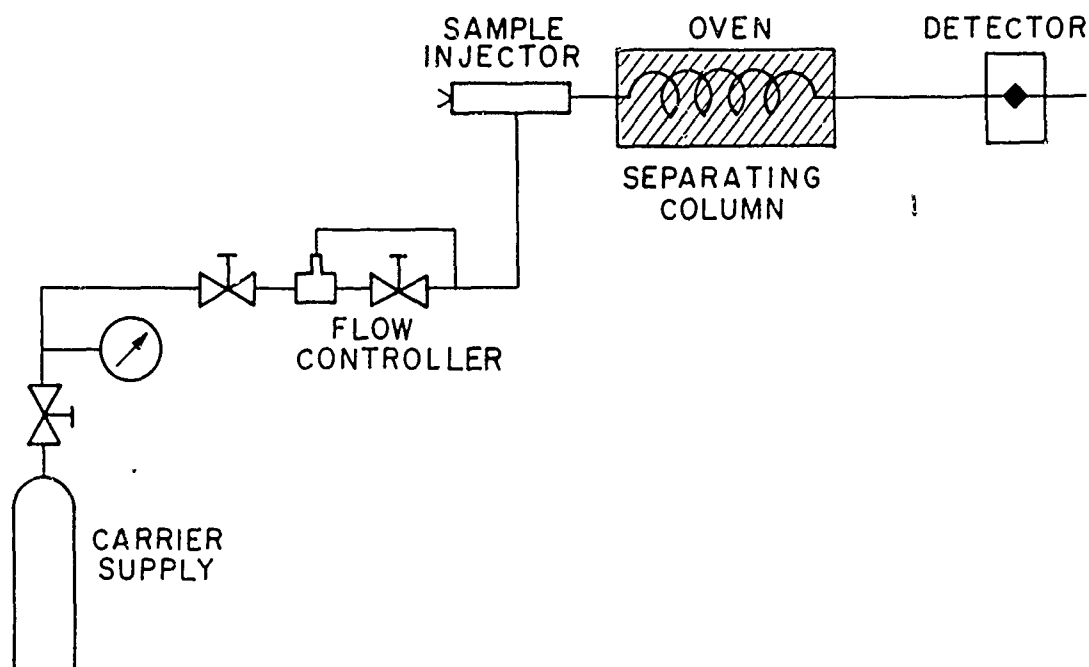 SAMPLE
INJECTOR
OVEN
DETECTOR
SEPARATING
COLUMN
FLOW
CONTROLLER
CARRIER
SUPPLY